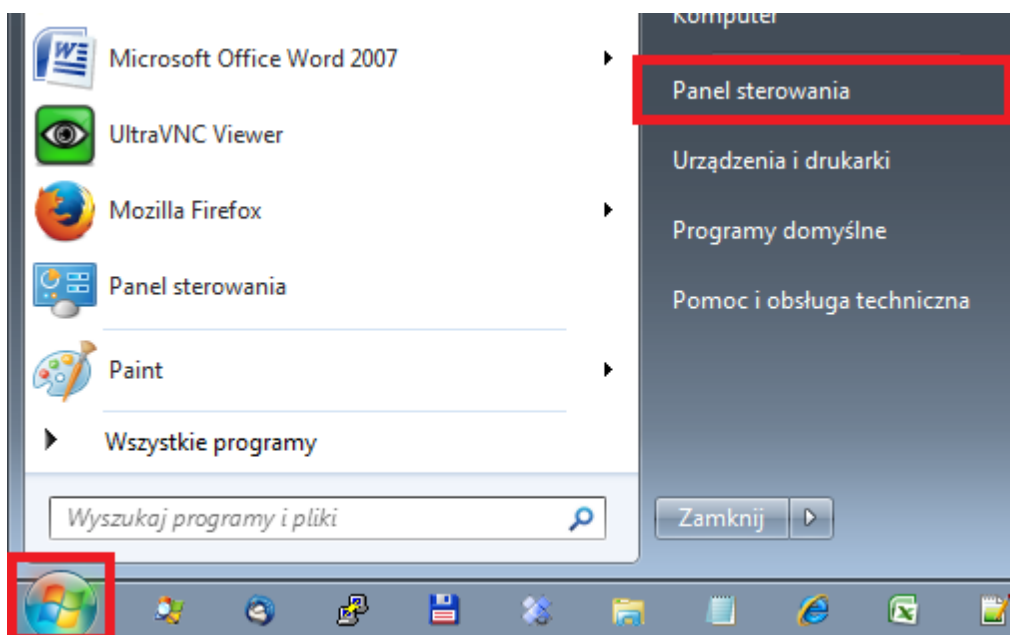 Microsoft Office Word 2007
UltraVNC Viewer
Mozilla Firefox
Panel sterowania
Paint
Wszystkie programy
Wyszukaj programy i pliki
Komputer
Panel sterowania
Urządzenia i drukarki
Programy domyślne
Pomoc i obsługa techniczna
Zamknij